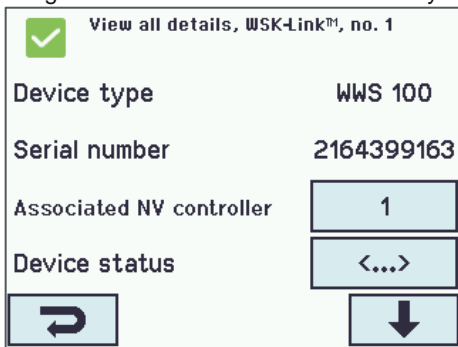 View all details, WSK-Link™, no. 1
Device type WWS 100
Serial number 2164399163
Associated NV controller 1
Device status <...>